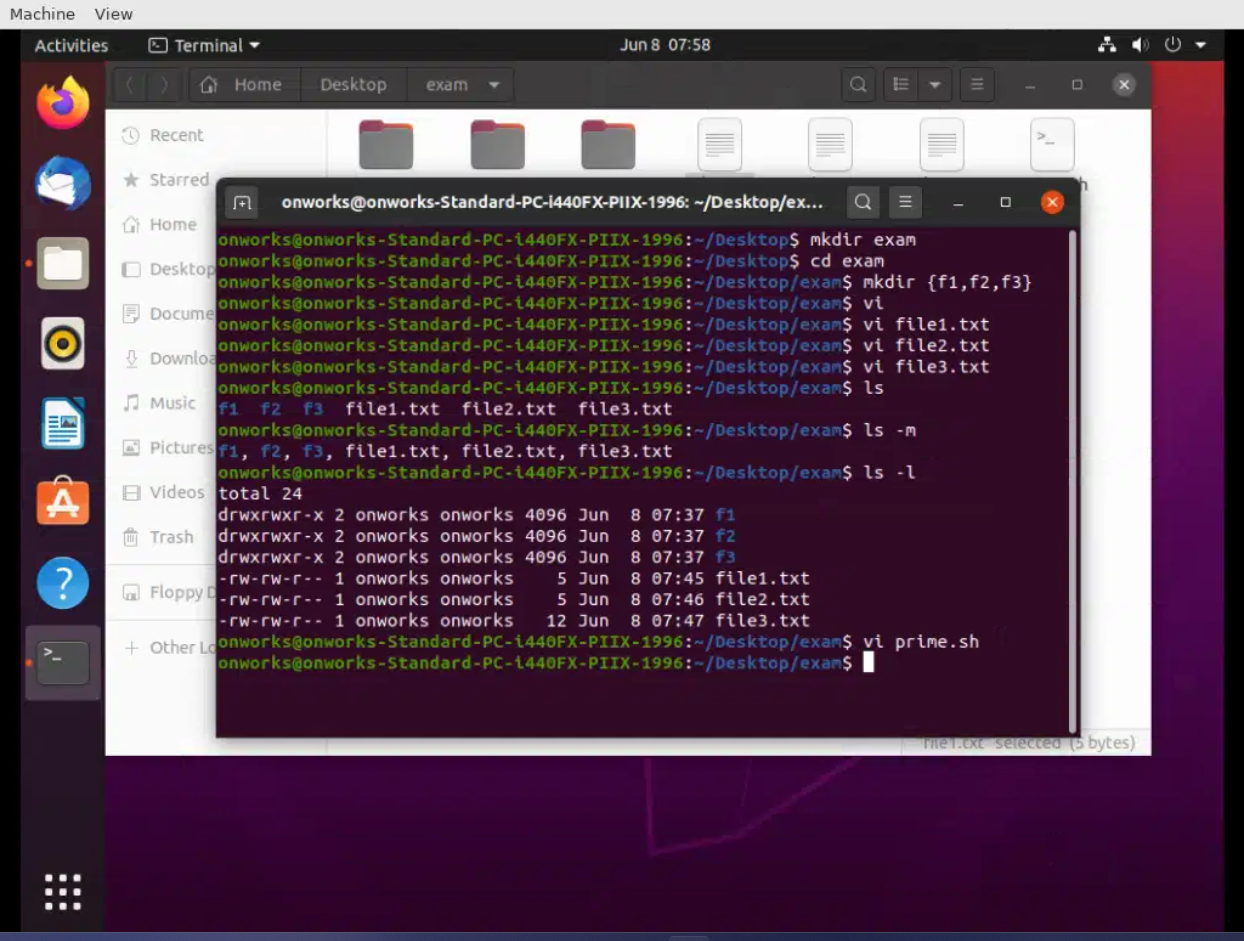 Machine View
Activities Terminal Jun 8 07:58
Home Desktop exam
Recent
Starred
Home
Desktop
Docume
Downloa
Music
Pictures
Videos
Trash
Floppy D
Other Lo
onworks@onworks-Standard-PC-i440FX-PIIX-1996: ~/Desktop/ex...
onworks@onworks-Standard-PC-i440FX-PIIX-1996:~/Desktop$ mkdir exam
onworks@onworks-Standard-PC-i440FX-PIIX-1996:~/Desktop$ cd exam
onworks@onworks-Standard-PC-i440FX-PIIX-1996:~/Desktop/exam$ mkdir {f1,f2,f3}
onworks@onworks-Standard-PC-i440FX-PIIX-1996:~/Desktop/exam$ vi
onworks@onworks-Standard-PC-i440FX-PIIX-1996:~/Desktop/exam$ vi file1.txt
onworks@onworks-Standard-PC-i440FX-PIIX-1996:~/Desktop/exam$ vi file2.txt
onworks@onworks-Standard-PC-i440FX-PIIX-1996:~/Desktop/exam$ vi file3.txt
onworks@onworks-Standard-PC-i440FX-PIIX-1996:~/Desktop/exam$ ls
f1 f2 f3 file1.txt file2.txt file3.txt
onworks@onworks-Standard-PC-i440FX-PIIX-1996:~/Desktop/exam$ ls -m
f1, f2, f3, file1.txt, file2.txt, file3.txt
onworks@onworks-Standard-PC-i440FX-PIIX-1996:~/Desktop/exam$ ls -l
total 24
drwxrwxr-x 2 onworks onworks 4096 Jun 8 07:37 f1
drwxrwxr-x 2 onworks onworks 4096 Jun 8 07:37 f2
drwxrwxr-x 2 onworks onworks 4096 Jun 8 07:37 f3
-rw-rw-r-- 1 onworks onworks 5 Jun 8 07:45 file1.txt
-rw-rw-r-- 1 onworks onworks 5 Jun 8 07:46 file2.txt
-rw-rw-r-- 1 onworks onworks 12 Jun 8 07:47 file3.txt
onworks@onworks-Standard-PC-i440FX-PIIX-1996:~/Desktop/exam$ vi prime.sh
onworks@onworks-Standard-PC-i440FX-PIIX-1996:~/Desktop/exam$
"file1.txt" selected (5 bytes)